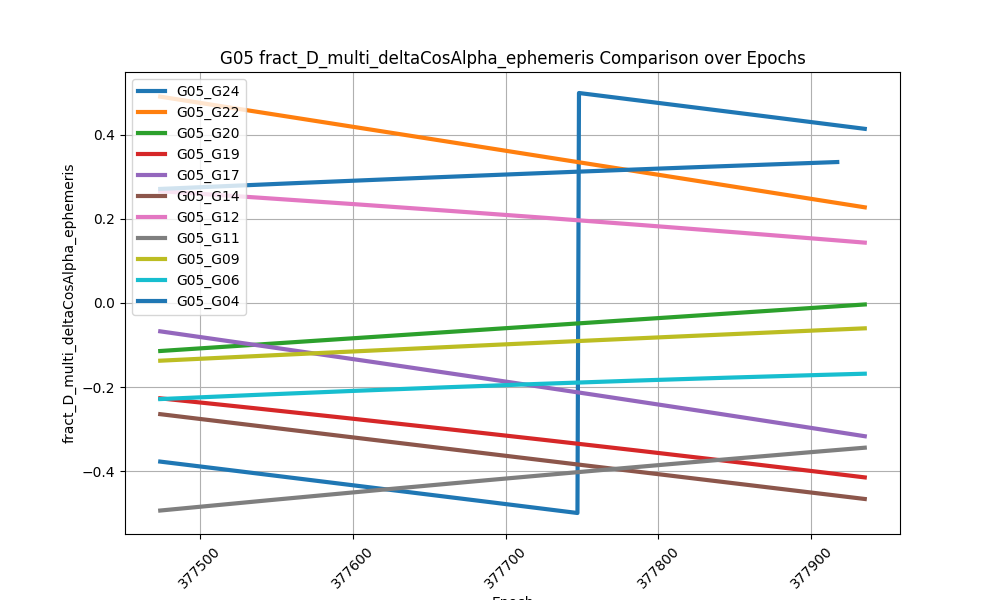 G05 fract_D_multi_deltaCosAlpha_ephemeris Comparison over Epochs
fract_D_multi_deltaCosAlpha_ephemeris
0.4
0.2
0.0
−0.2
−0.4
G05_G24
G05_G22
G05_G20
G05_G19
G05_G17
G05_G14
G05_G12
G05_G11
G05_G09
G05_G06
G05_G04
377500
377600
377700
377800
377900
Epoch